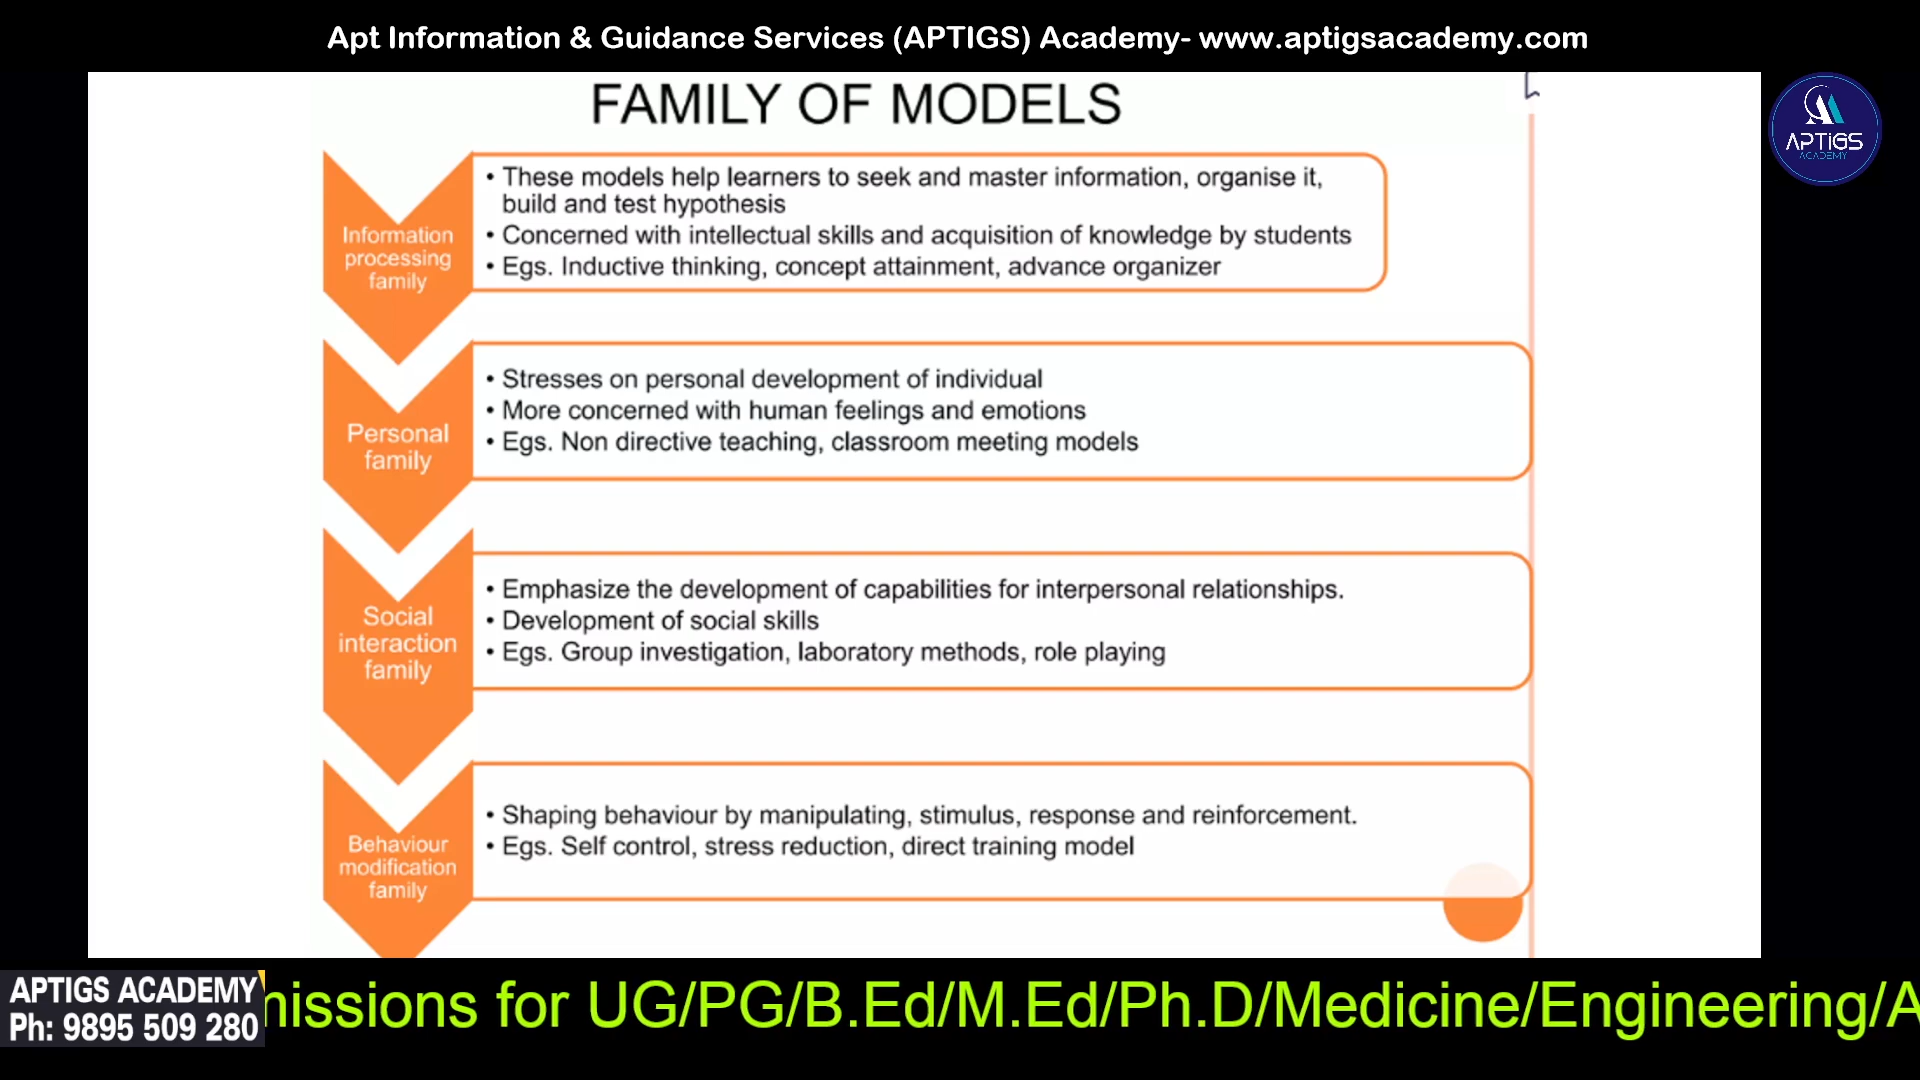 Apt Information & Guidance Services (APTIGS) Academy- www.aptigsacademy.com
APTiGS
ACADEMY
FAMILY OF MODELS
Information
processing
family
• These models help learners to seek and master information, organise it,
build and test hypothesis
• Concerned with intellectual skills and acquisition of knowledge by students
• Egs. Inductive thinking, concept attainment, advance organizer
Personal
family
• Stresses on personal development of individual
• More concerned with human feelings and emotions
• Egs. Non directive teaching, classroom meeting models
Social
interaction
family
• Emphasize the development of capabilities for interpersonal relationships.
• Development of social skills
• Egs. Group investigation, laboratory methods, role playing
Behaviour
modification
family
• Shaping behaviour by manipulating, stimulus, response and reinforcement.
• Egs. Self control, stress reduction, direct training model
APTIGS ACADEMY
Ph: 9895 509 280
missions for UG/PG/B.Ed/M.Ed/Ph.D/Medicine/Engineering/A